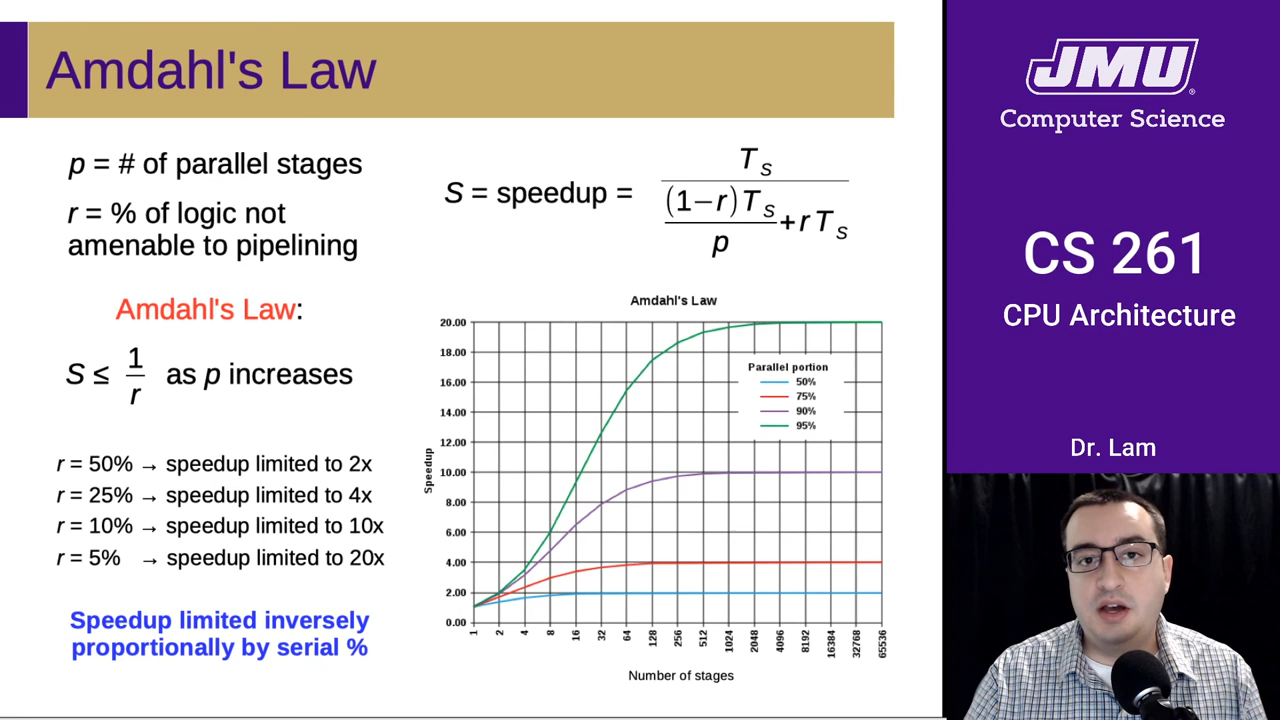 Amdahl's Law
p = # of parallel stages
r = % of logic not
amenable to pipelining
S = speedup = T_S / ((1−r)T_S / p + r T_S)
Amdahl's Law:
S ≤ 1/r as p increases
r = 50% → speedup limited to 2x
r = 25% → speedup limited to 4x
r = 10% → speedup limited to 10x
r = 5% → speedup limited to 20x
Speedup limited inversely
proportionally by serial %
Amdahl's Law
Speedup
20.00
18.00
16.00
14.00
12.00
10.00
8.00
6.00
4.00
2.00
0.00
Parallel portion
50%
75%
90%
95%
1 2 4 8 16 32 64 128 256 512 1024 2048 4096 8192 16384 32768 65536
Number of stages
JMU®
Computer Science
CS 261
CPU Architecture
Dr. Lam